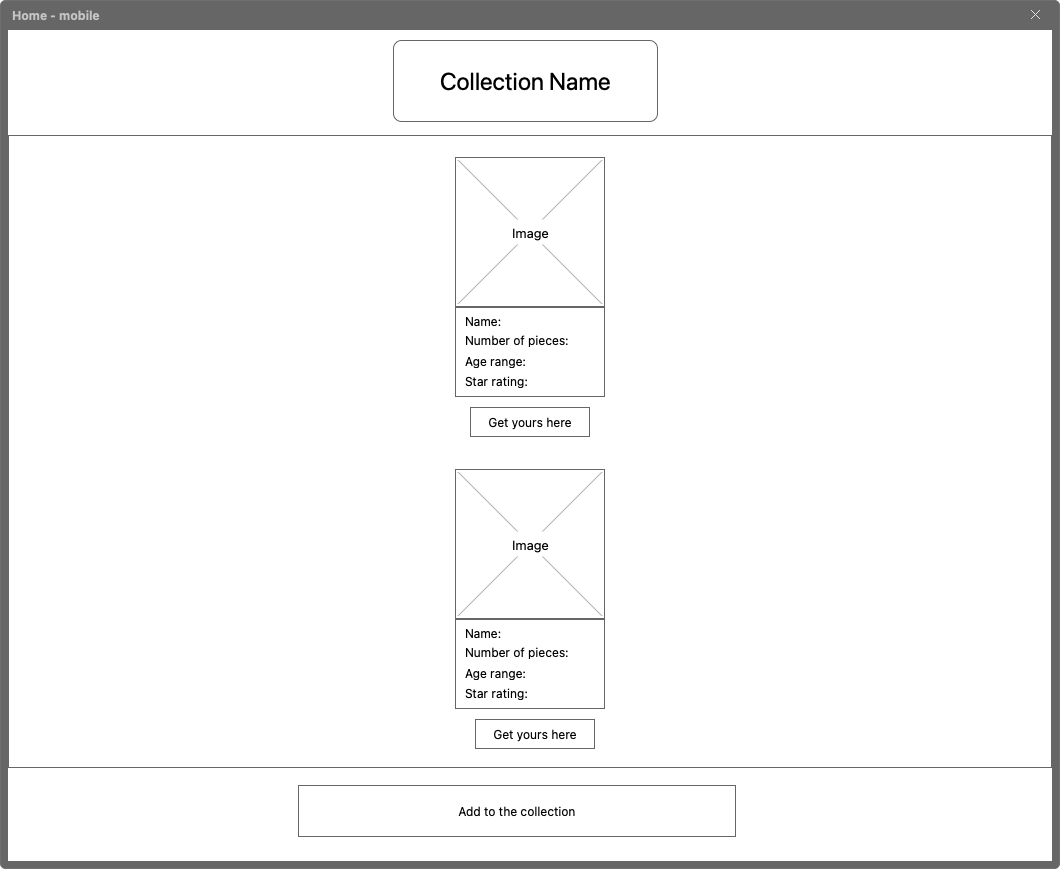 Home - mobile
Collection Name
Image
Name:
Number of pieces:
Age range:
Star rating:
Get yours here
Image
Name:
Number of pieces:
Age range:
Star rating:
Get yours here
Add to the collection